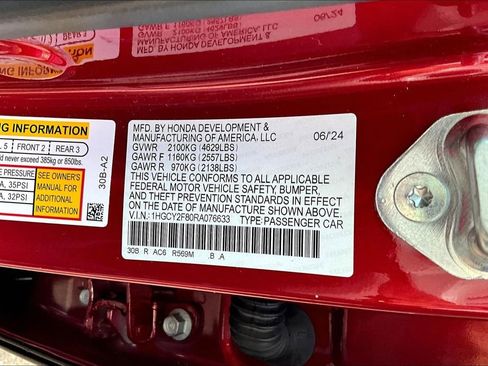 MFD. BY HONDA DEVELOPMENT & 06/24
MANUFACTURING OF AMERICA, LLC
GVWR 2100KG (4629LBS)
GAWR F 1160KG (2557LBS)
GAWR R 970KG (2138LBS)
THIS VEHICLE CONFORMS TO ALL APPLICABLE
FEDERAL MOTOR VEHICLE SAFETY, BUMPER,
AND THEFT PREVENTION STANDARDS IN EFFECT
ON THE DATE OF MANUFACTURE SHOWN ABOVE.
VIN: 1HGCY2F80RA076633 TYPE: PASSENGER CAR
30B R AC6 R569M .B .A
NG INFORMATION
5 FRONT 2 REAR 3
ld never exceed 385kg or 850lbs.
PRESSURE
A, 35PSI
A, 32PSI
SEE OWNER'S
MANUAL FOR
ADDITIONAL
INFORMATION
30B-A2